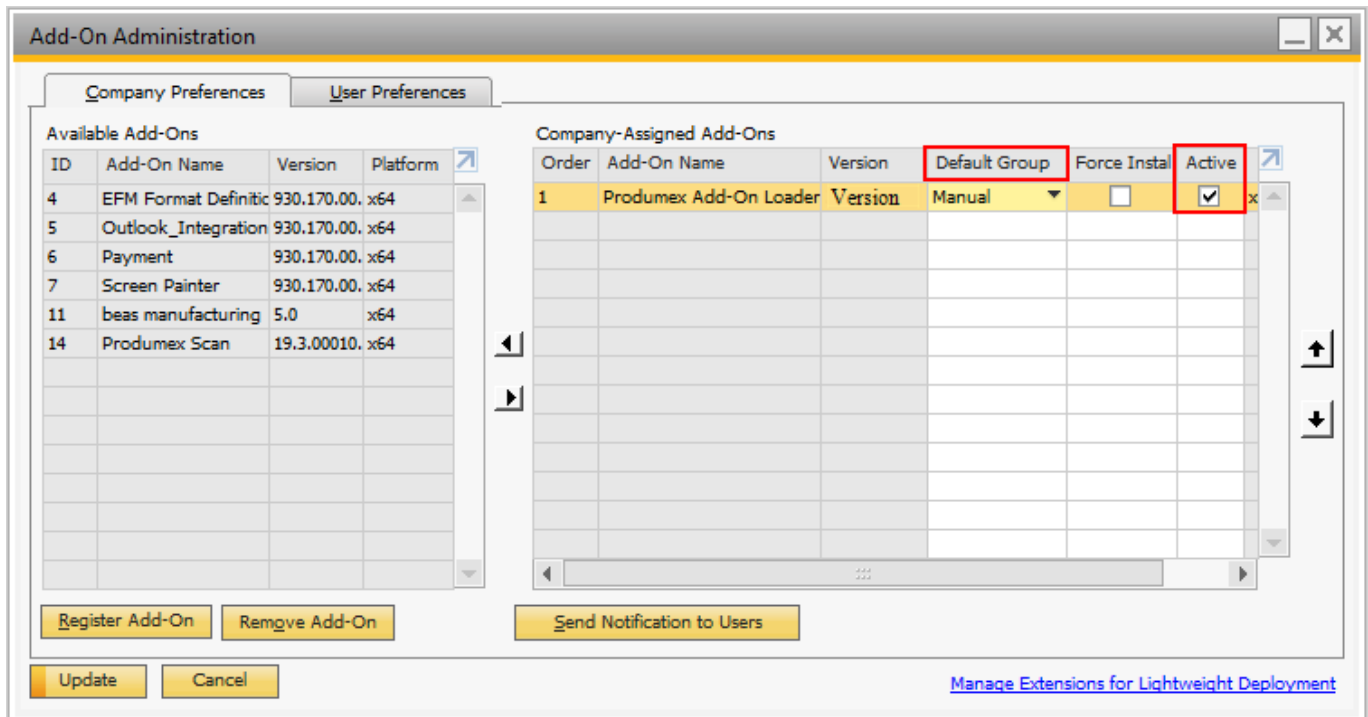 Add-On Administration
Company Preferences User Preferences
Available Add-Ons
ID Add-On Name Version Platform
4 EFM Format Definitic 930.170.00. x64
5 Outlook_Integration 930.170.00. x64
6 Payment 930.170.00. x64
7 Screen Painter 930.170.00. x64
11 beas manufacturing 5.0 x64
14 Produmex Scan 19.3.00010. x64
Company-Assigned Add-Ons
Order Add-On Name Version Default Group Force Instal Active
1 Produmex Add-On Loader Version Manual x
Register Add-On Remove Add-On Send Notification to Users
Update Cancel Manage Extensions for Lightweight Deployment